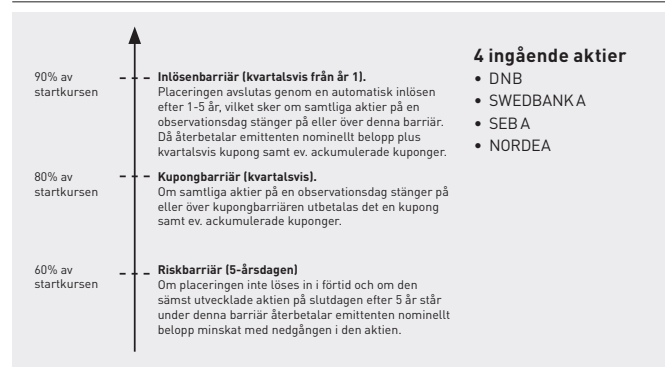 90% av
startkursen
Inlösenbarriär (kvartalsvis från år 1).
Placeringen avslutas genom en automatisk inlösen
efter 1-5 år, vilket sker om samtliga aktier på en
observationsdag stänger på eller över denna barriär.
Då återbetalar emittenten nominellt belopp plus
kvartalsvis kupong samt ev. ackumulerade kuponger.
80% av
startkursen
Kupongbarriär (kvartalsvis).
Om samtliga aktier på en observationsdag stänger på
eller över kupongbarriären utbetalas det en kupong
samt ev. ackumulerade kuponger.
60% av
startkursen
Riskbarriär (5-årsdagen)
Om placeringen inte löses in i förtid och om den
sämst utvecklade aktien på slutdagen efter 5 år står
under denna barriär återbetalar emittenten nominellt
belopp minskat med nedgången i den aktien.
4 ingående aktier
• DNB
• SWEDBANK A
• SEB A
• NORDEA